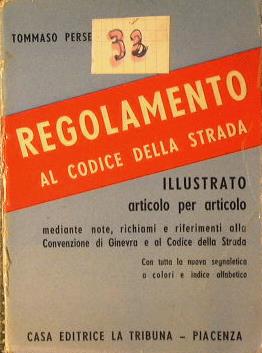 TOMMASO PERSE
33
REGOLAMENTO
AL CODICE DELLA STRADA
ILLUSTRATO
articolo per articolo
mediante note, richiami e riferimenti alla
Convenzione di Ginevra e al Codice della Strada
Con tutta la nuova segnaletica
a colori e indice alfabetico
CASA EDITRICE LA TRIBUNA - PIACENZA